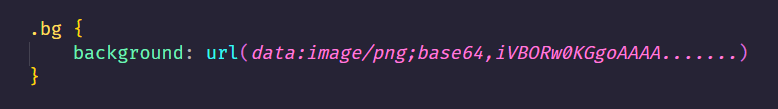 .bg {
    background: url(data:image/png;base64,iVBORw0KGgoAAAA.......)
}